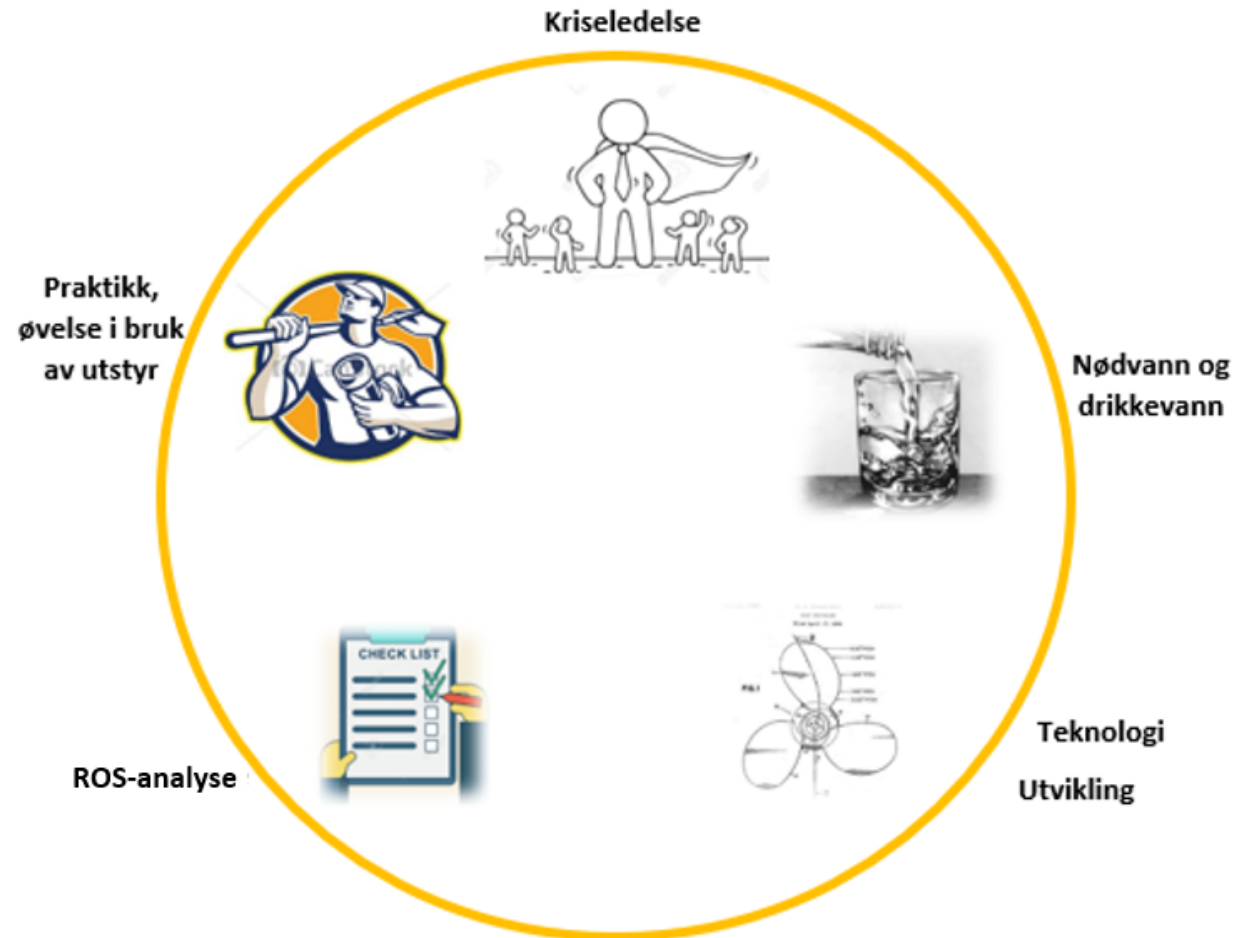 Kriseledelse
Praktikk,
øvelse i bruk
av utstyr
Nødvann og
drikkevann
CHECK LIST
Teknologi
Utvikling
ROS-analyse